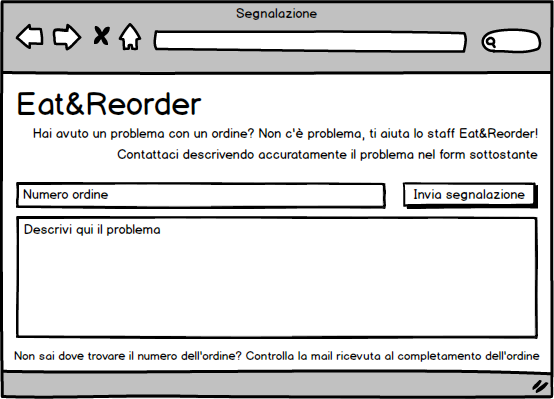 Segnalazione
Eat&Reorder
Hai avuto un problema con un ordine? Non c'è problema, ti aiuta lo staff Eat&Reorder!
Contattaci descrivendo accuratamente il problema nel form sottostante
Numero ordine
Invia segnalazione
Descrivi qui il problema
Non sai dove trovare il numero dell'ordine? Controlla la mail ricevuta al completamento dell'ordine